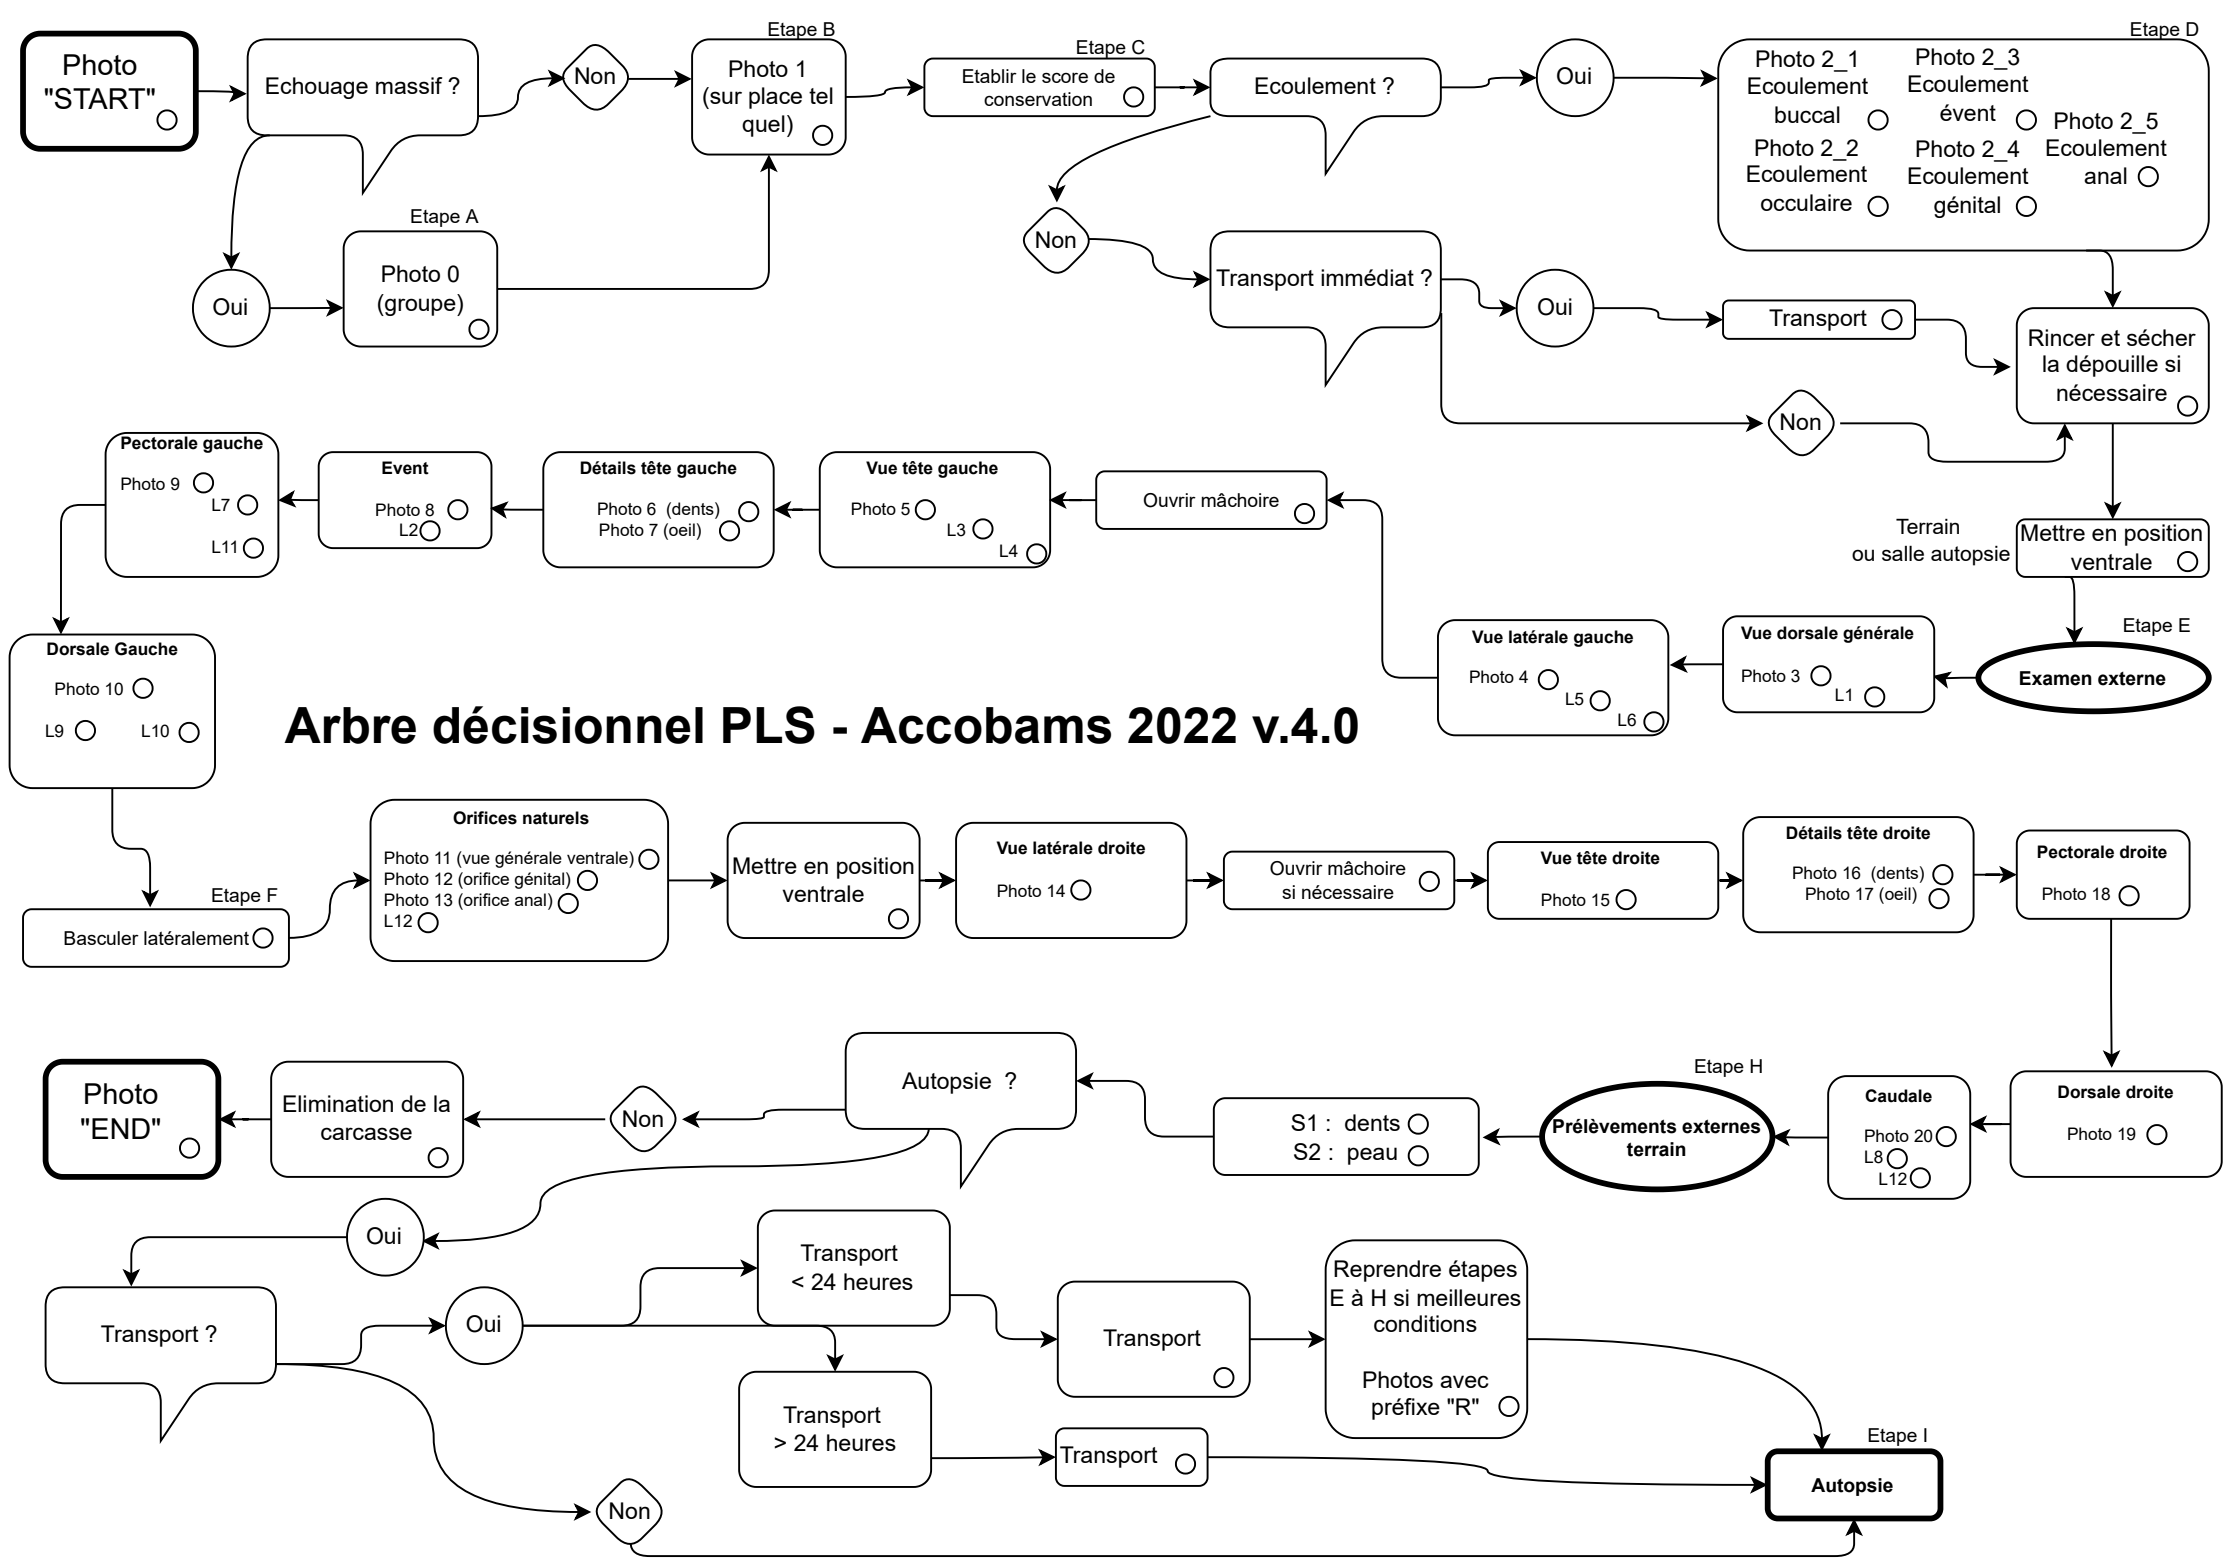 Photo
"START"
Echouage massif ?
Non
Etape B
Photo 1
(sur place tel
quel)
Etape C
Etablir le score de
conservation
Ecoulement ?
Oui
Etape D
Photo 2_1
Ecoulement
buccal
Photo 2_2
Ecoulement
occulaire
Photo 2_3
Ecoulement
évent
Photo 2_4
Ecoulement
génital
Photo 2_5
Ecoulement
anal
Oui
Etape A
Photo 0
(groupe)
Non
Transport immédiat ?
Oui
Transport
Rincer et sécher
la dépouille si
nécessaire
Non
Terrain
ou salle autopsie
Mettre en position
ventrale
Etape E
Examen externe
Vue dorsale générale
Photo 3
L1
Vue latérale gauche
Photo 4
L5
L6
Ouvrir mâchoire
Vue tête gauche
Photo 5
L3
L4
Détails tête gauche
Photo 6  (dents)
Photo 7 (oeil)
Event
Photo 8
L2
Pectorale gauche
Photo 9
L7
L11
Dorsale Gauche
Photo 10
L9
L10
Arbre décisionnel PLS - Accobams 2022 v.4.0
Etape F
Basculer latéralement
Orifices naturels
Photo 11 (vue générale ventrale)
Photo 12 (orifice génital)
Photo 13 (orifice anal)
L12
Mettre en position
ventrale
Vue latérale droite
Photo 14
Ouvrir mâchoire
si nécessaire
Vue tête droite
Photo 15
Détails tête droite
Photo 16  (dents)
Photo 17 (oeil)
Pectorale droite
Photo 18
Dorsale droite
Photo 19
Caudale
Photo 20
L8
L12
Etape H
Prélèvements externes
terrain
S1 :  dents
S2 :  peau
Autopsie  ?
Non
Elimination de la
carcasse
Photo
"END"
Oui
Transport ?
Oui
Transport
< 24 heures
Transport
Reprendre étapes
E à H si meilleures
conditions
Photos avec
préfixe "R"
Transport
> 24 heures
Transport
Non
Etape I
Autopsie